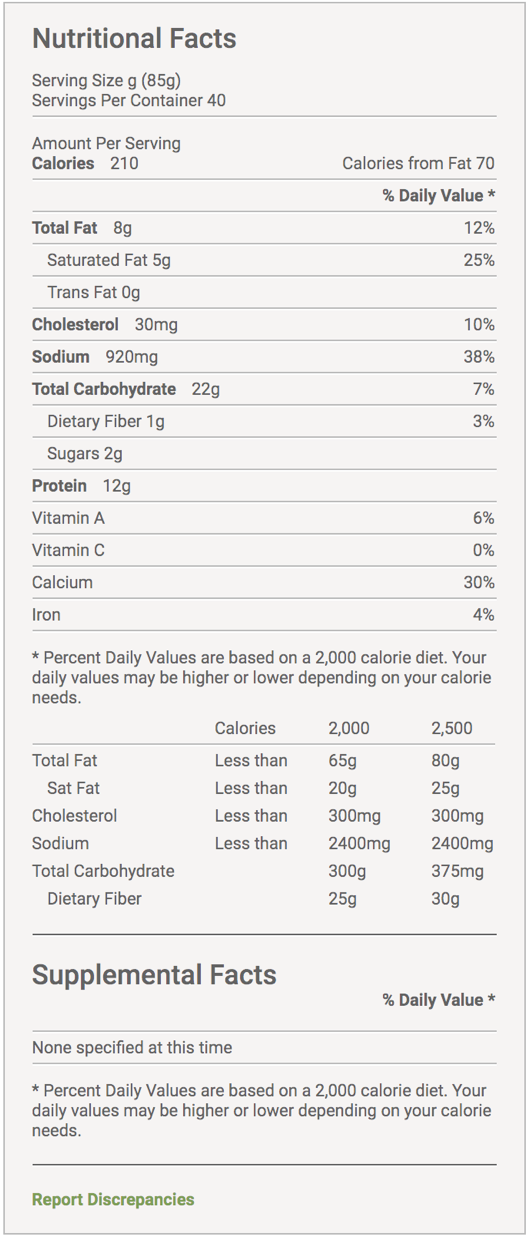 Nutritional Facts
Serving Size g (85g)
Servings Per Container 40
Amount Per Serving
Calories 210 Calories from Fat 70
% Daily Value *
Total Fat 8g 12%
Saturated Fat 5g 25%
Trans Fat 0g
Cholesterol 30mg 10%
Sodium 920mg 38%
Total Carbohydrate 22g 7%
Dietary Fiber 1g 3%
Sugars 2g
Protein 12g
Vitamin A 6%
Vitamin C 0%
Calcium 30%
Iron 4%
* Percent Daily Values are based on a 2,000 calorie diet. Your
daily values may be higher or lower depending on your calorie
needs.
Calories 2,000 2,500
Total Fat Less than 65g 80g
Sat Fat Less than 20g 25g
Cholesterol Less than 300mg 300mg
Sodium Less than 2400mg 2400mg
Total Carbohydrate 300g 375mg
Dietary Fiber 25g 30g
Supplemental Facts
% Daily Value *
None specified at this time
* Percent Daily Values are based on a 2,000 calorie diet. Your
daily values may be higher or lower depending on your calorie
needs.
Report Discrepancies